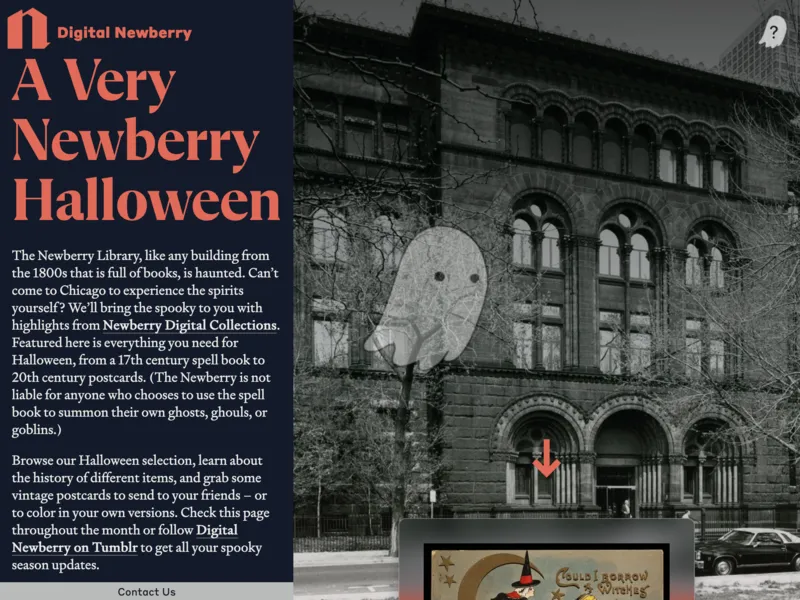 n Digital Newberry
?
A Very
Newberry
Halloween
The Newberry Library, like any building from
the 1800s that is full of books, is haunted. Can't
come to Chicago to experience the spirits
yourself? We'll bring the spooky to you with
highlights from Newberry Digital Collections.
Featured here is everything you need for
Halloween, from a 17th century spell book to
20th century postcards. (The Newberry is not
liable for anyone who chooses to use the spell
book to summon their own ghosts, ghouls, or
goblins.)
Browse our Halloween selection, learn about
the history of different items, and grab some
vintage postcards to send to your friends – or
to color in your own versions. Check this page
throughout the month or follow Digital
Newberry on Tumblr to get all your spooky
season updates.
Contact Us
COULD I BORROW
A WITCHES'